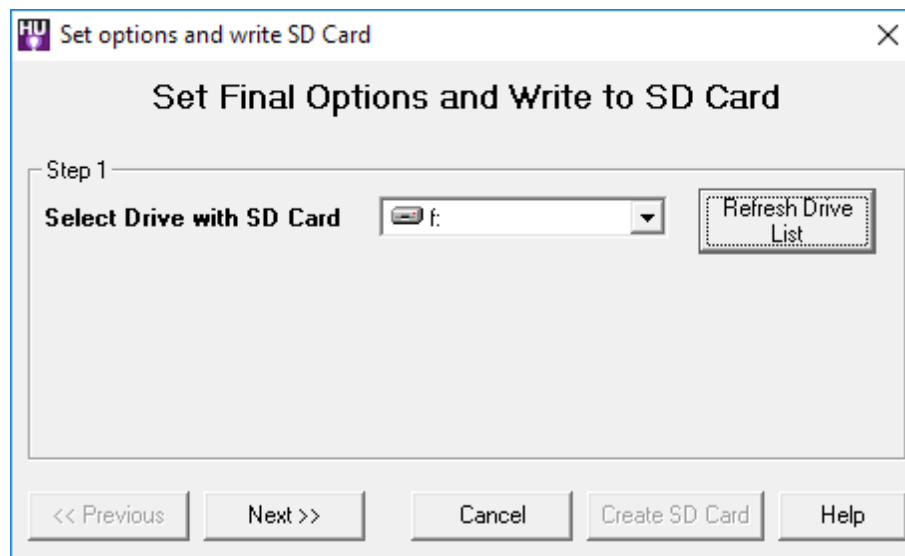 HU Set options and write SD Card
Set Final Options and Write to SD Card
Step 1
Select Drive with SD Card
f:
Refresh Drive
List
<< Previous
Next >>
Cancel
Create SD Card
Help